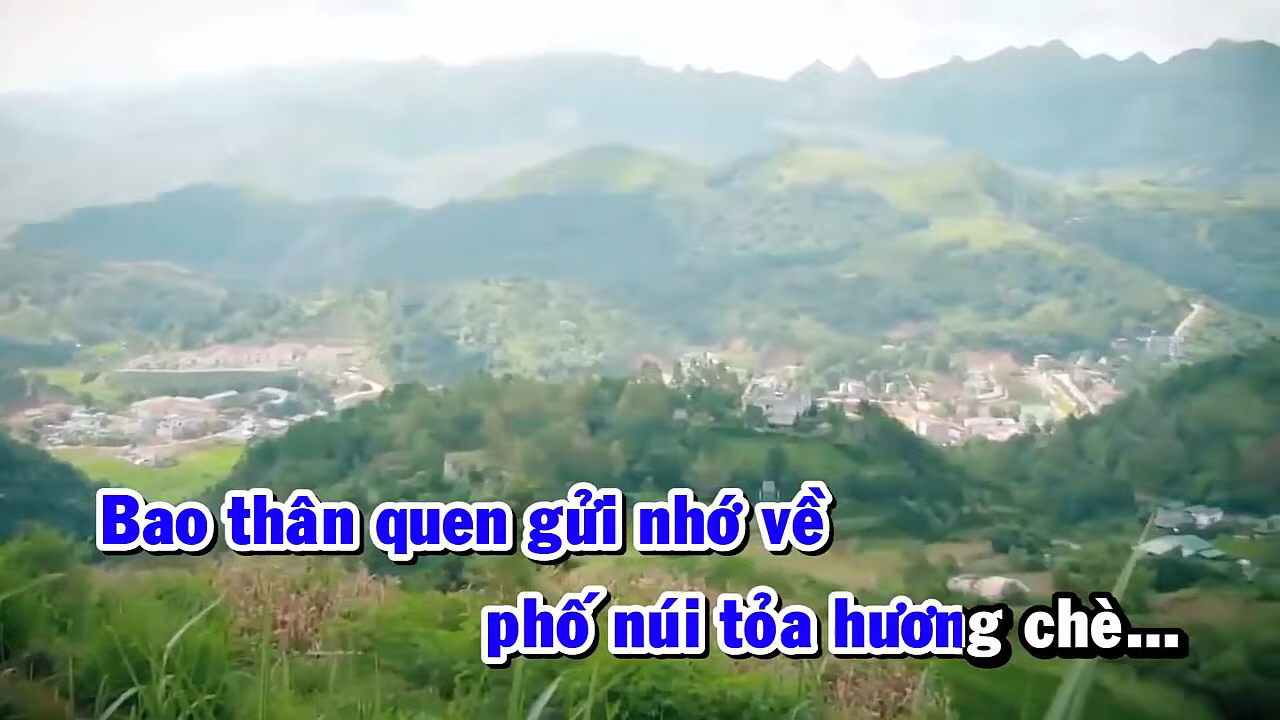 Bao thân quen gửi nhớ về
phố núi tỏa hương chè...